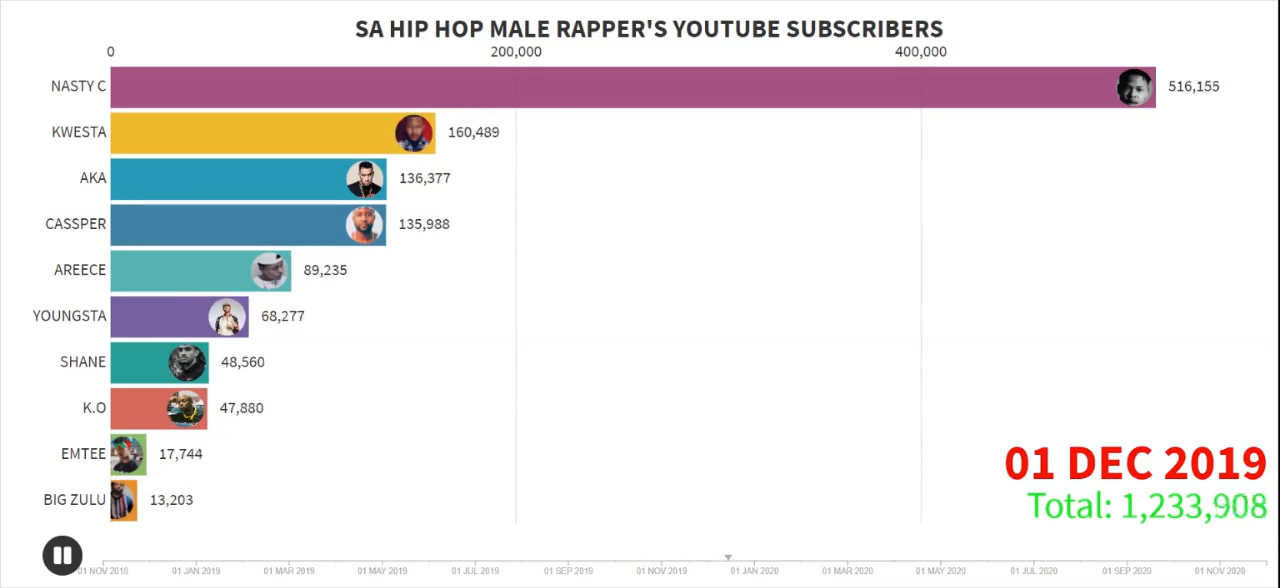 SA HIP HOP MALE RAPPER'S YOUTUBE SUBSCRIBERS
0 200,000 400,000
NASTY C 516,155
KWESTA 160,489
AKA 136,377
CASSPER 135,988
AREECE 89,235
YOUNGSTA 68,277
SHANE 48,560
K.O 47,880
EMTEE 17,744
BIG ZULU 13,203
01 DEC 2019
Total: 1,233,908
01 NOV 2018 01 JAN 2019 01 MAR 2019 01 MAY 2019 01 JUL 2019 01 SEP 2019 01 NOV 2019 01 JAN 2020 01 MAR 2020 01 MAY 2020 01 JUL 2020 01 SEP 2020 01 NOV 2020